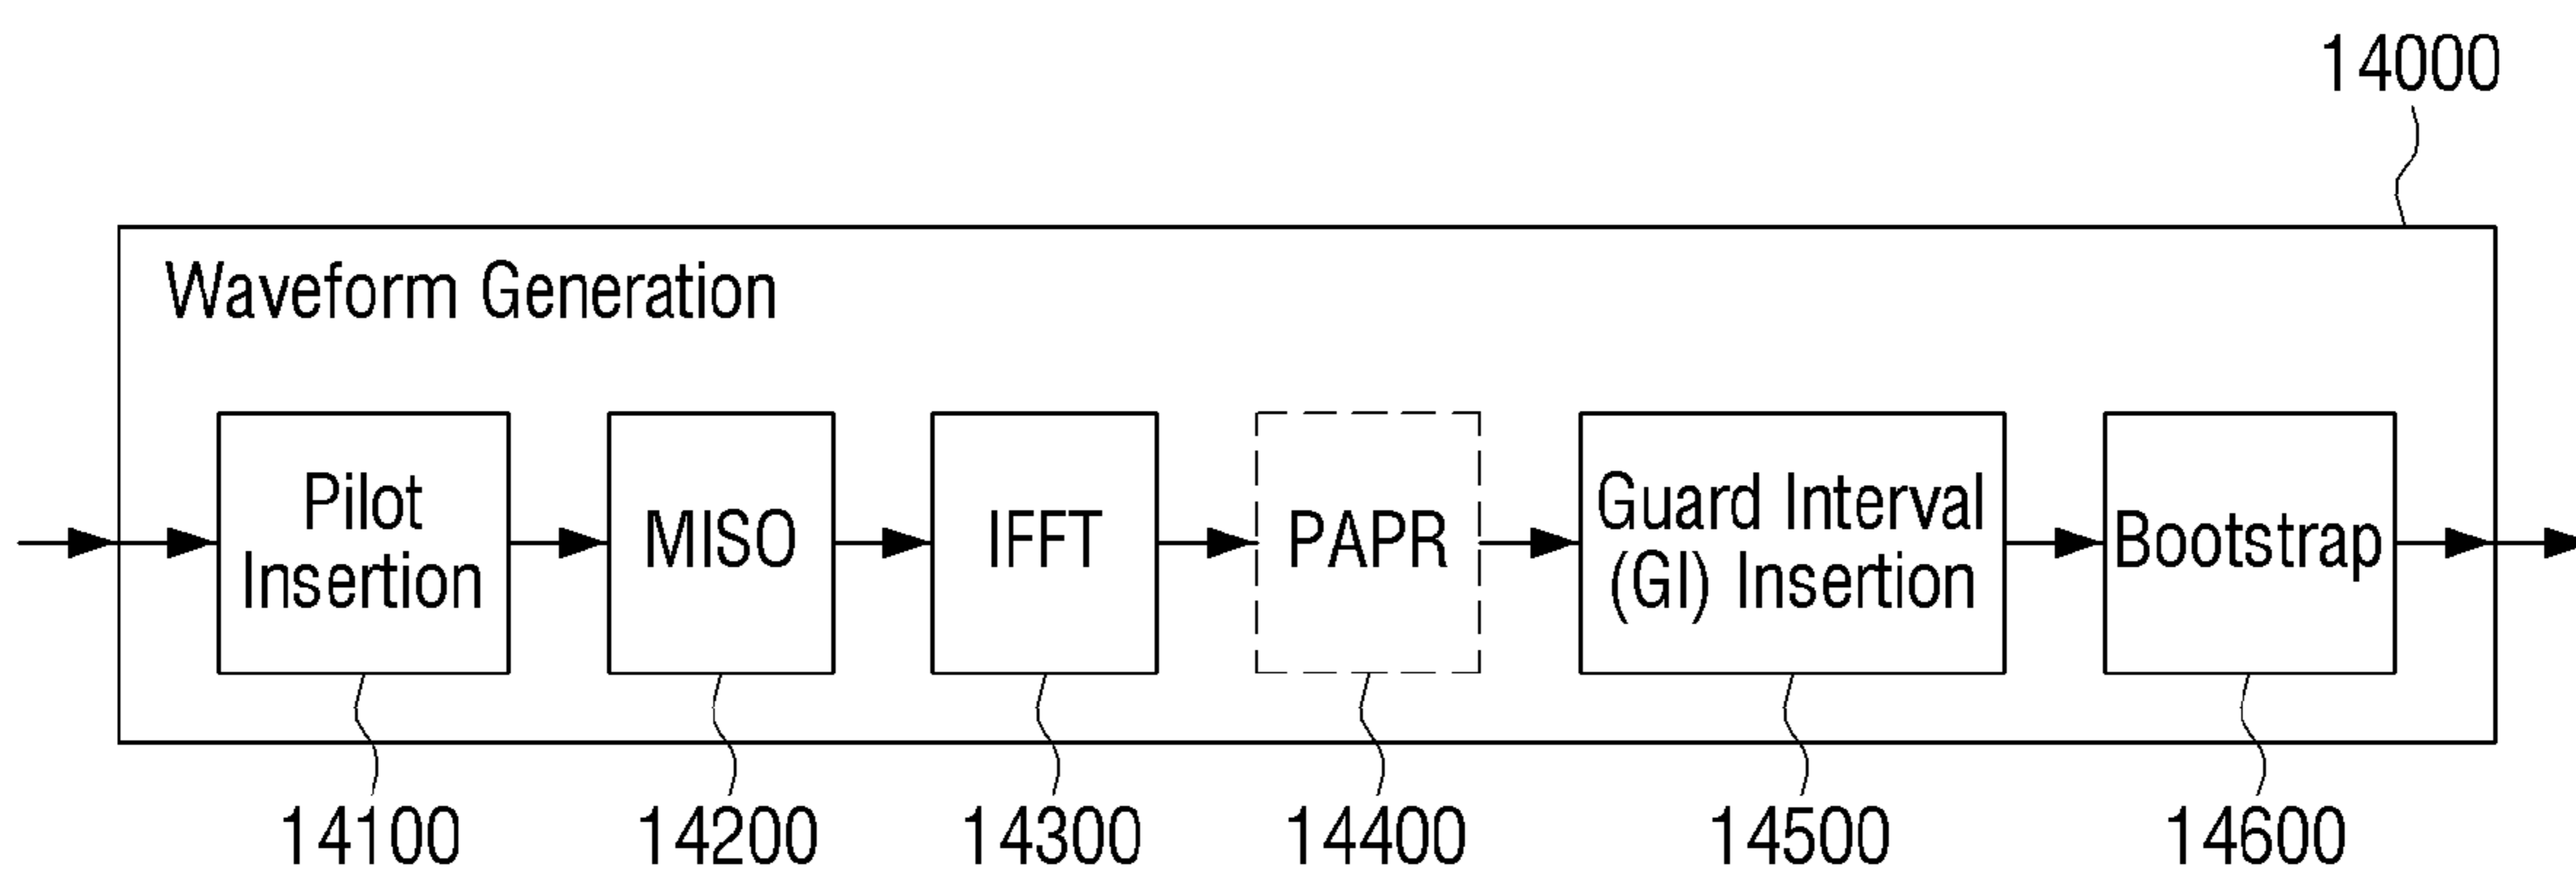 14000
Waveform Generation
Pilot
Insertion
MISO
IFFT
PAPR
Guard Interval
(GI) Insertion
Bootstrap
14100
14200
14300
14400
14500
14600